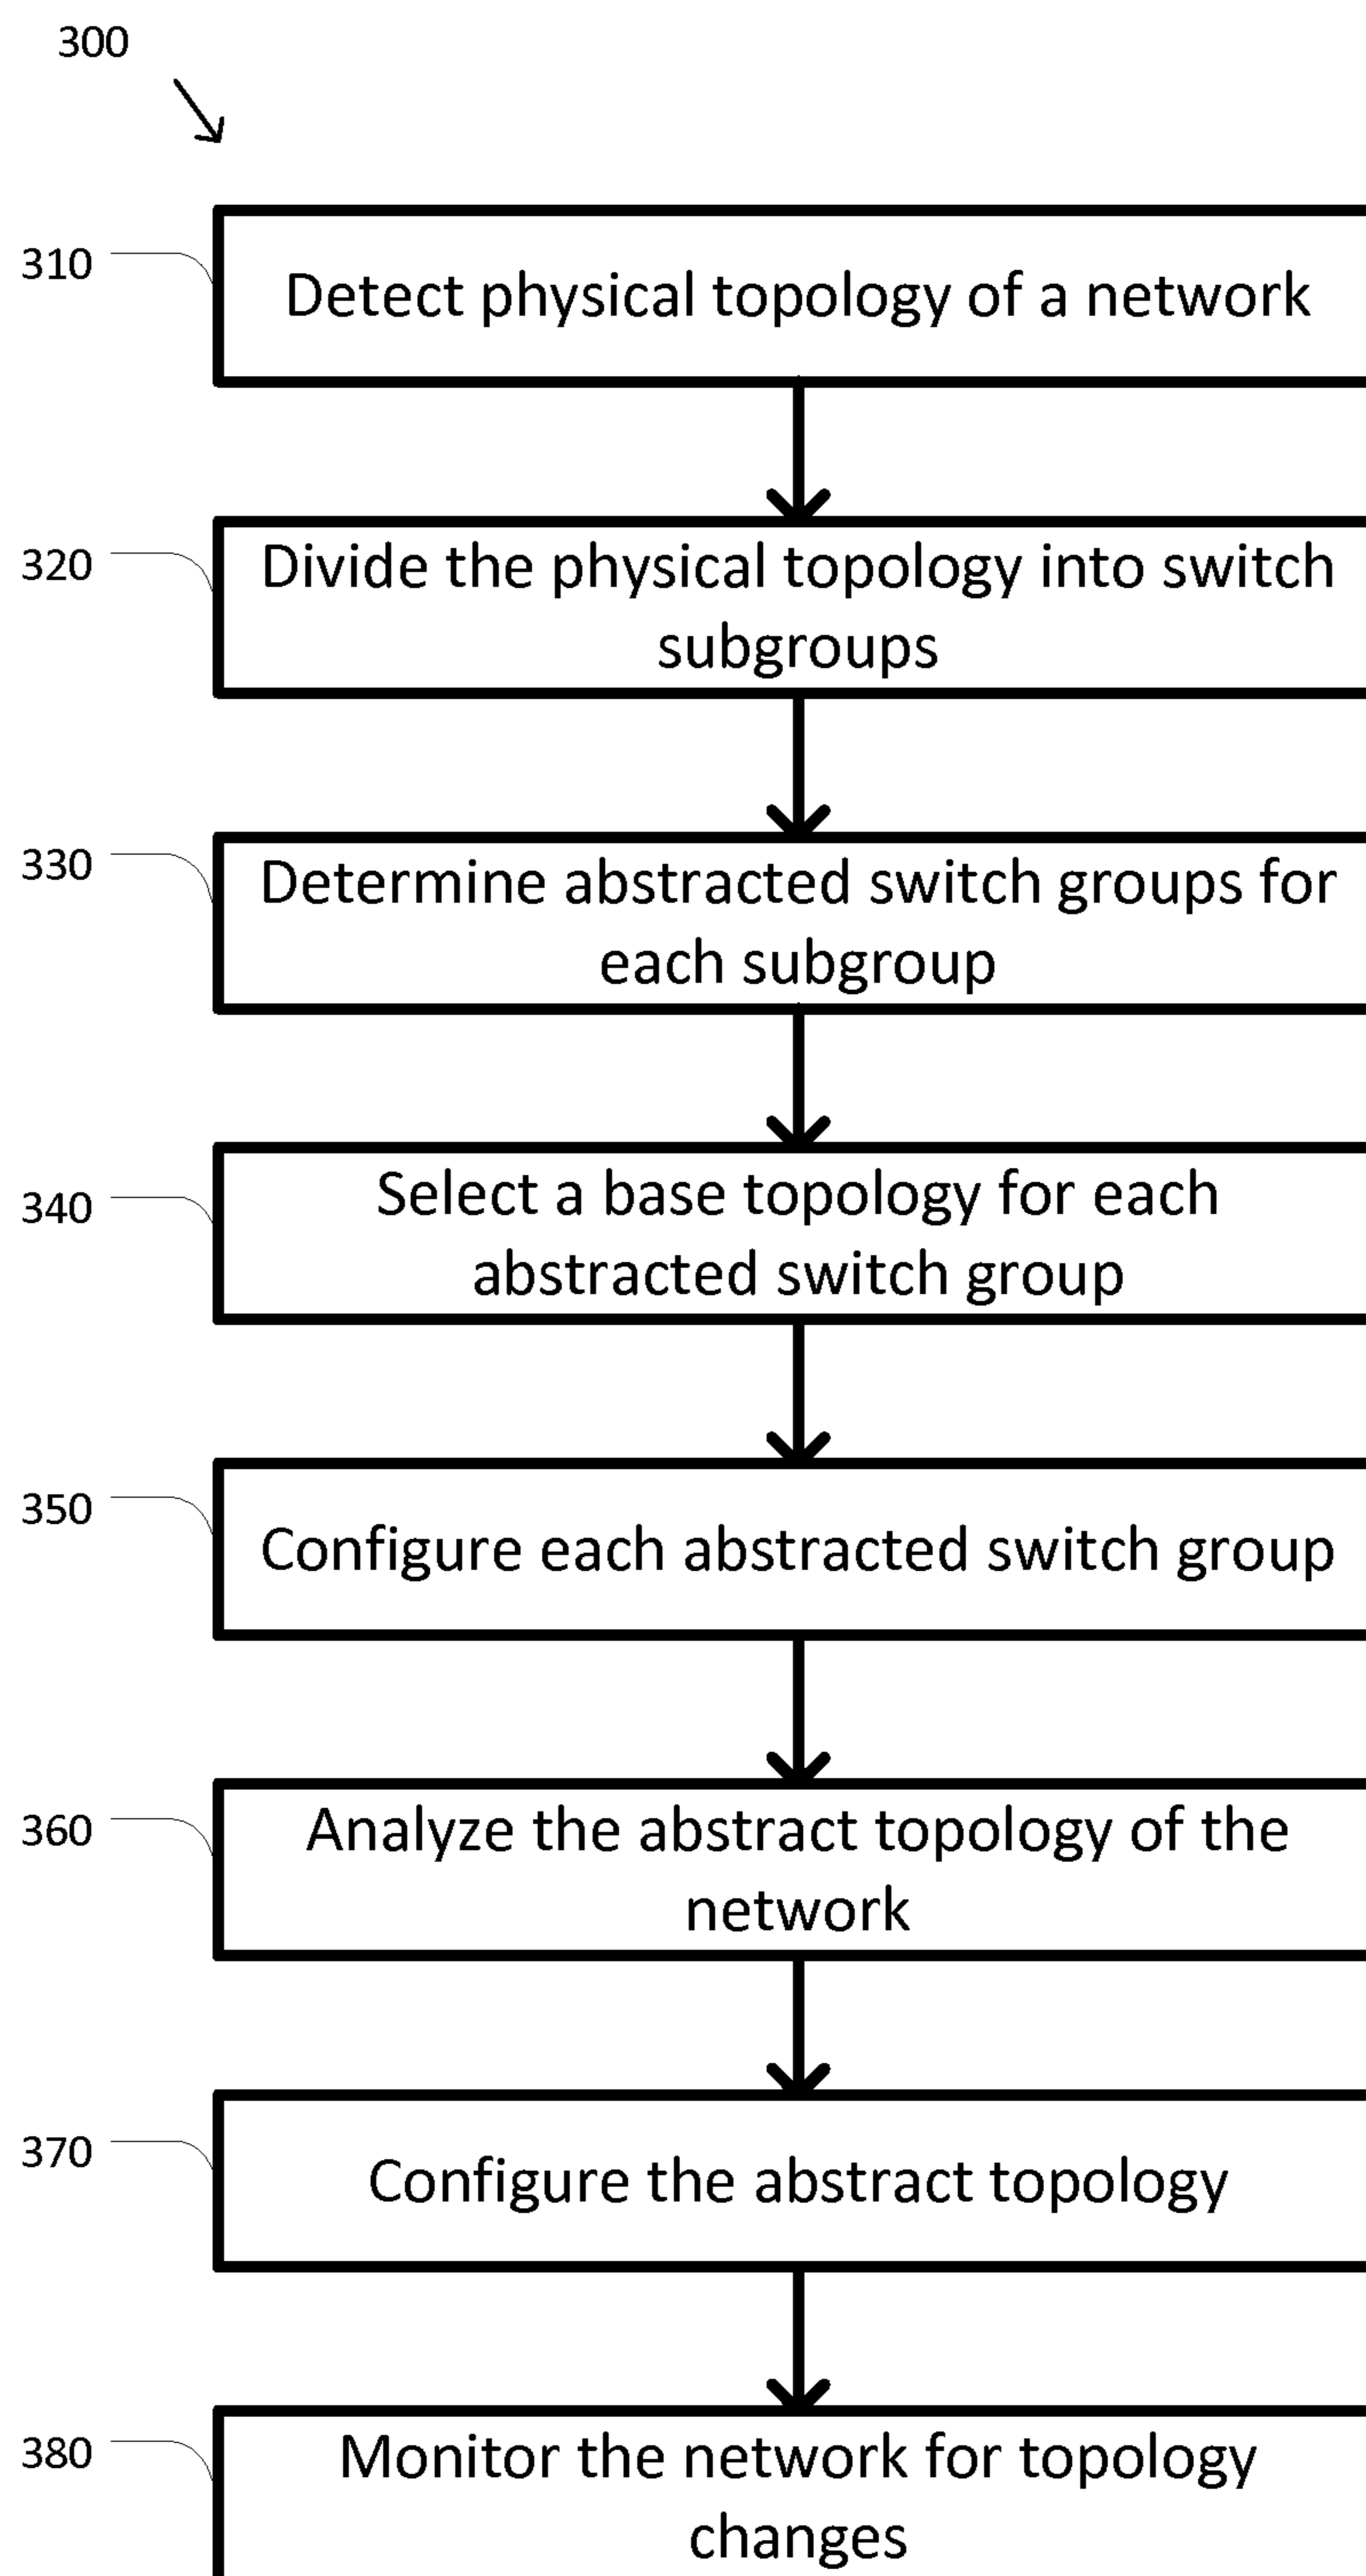 300
310
Detect physical topology of a network
320
Divide the physical topology into switch
subgroups
330
Determine abstracted switch groups for
each subgroup
340
Select a base topology for each
abstracted switch group
350
Configure each abstracted switch group
360
Analyze the abstract topology of the
network
370
Configure the abstract topology
380
Monitor the network for topology
changes